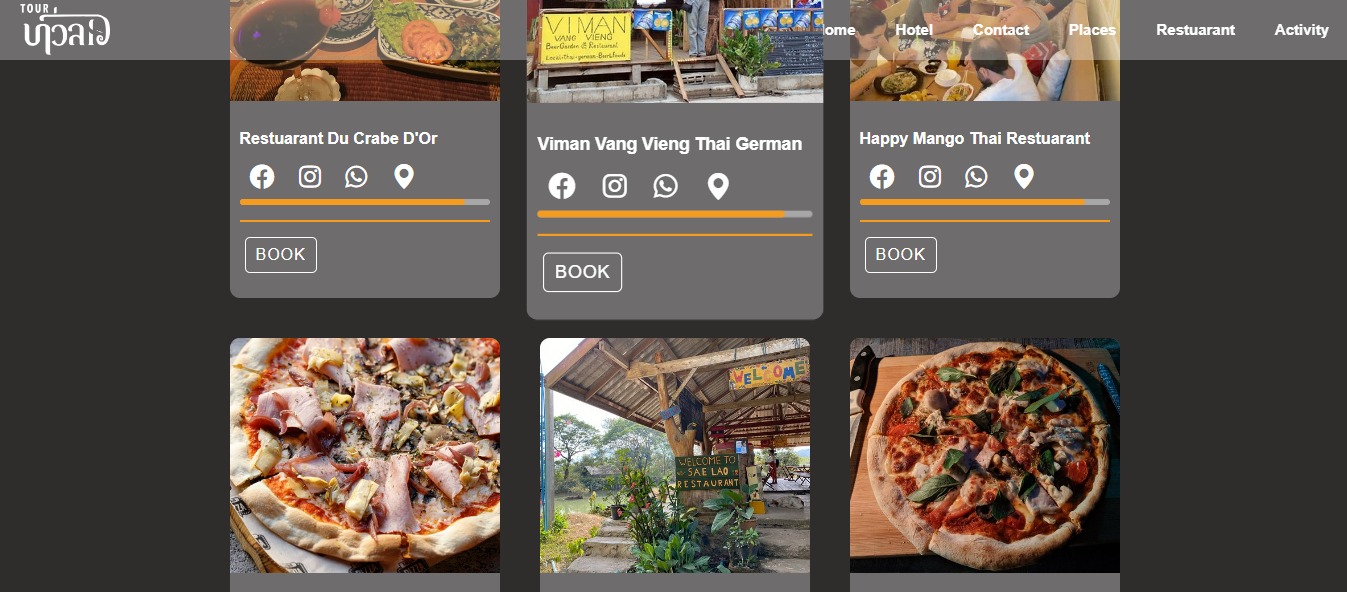 TOUR
ທ່ຽວລາວ
ome Hotel Contact Places Restuarant Activity
VIMAN
VANG VIENG
BeerGarden & Restaurant
Local-thai-german-Beer&foods
Restuarant Du Crabe D'Or
BOOK
Viman Vang Vieng Thai German
BOOK
Happy Mango Thai Restuarant
BOOK
WELCOME
WELCOME TO
SAE LAO
RESTAURANT